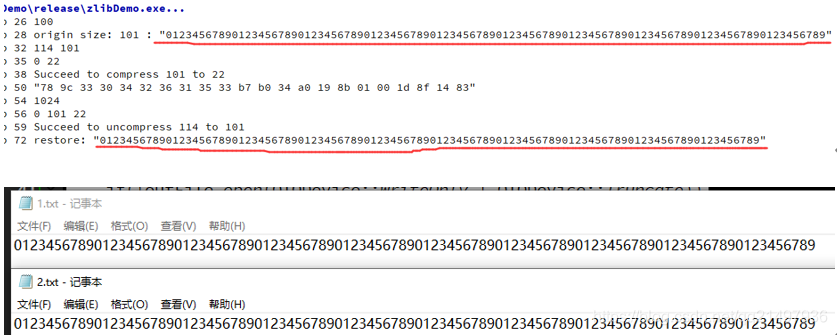 Demo\release\zlibDemo.exe...
26 100
28 origin size: 101 : "0123456789012345678901234567890123456789012345678901234567890123456789012345678901234567890123456789"
32 114 101
35 0 22
38 Succeed to compress 101 to 22
50 "78 9c 33 30 34 32 36 31 35 33 b7 b0 34 a0 19 8b 01 00 1d 8f 14 83"
54 1024
56 0 101 22
59 Succeed to uncompress 114 to 101
72 restore: "0123456789012345678901234567890123456789012345678901234567890123456789012345678901234567890123456789"
1.txt - 记事本
文件(F) 编辑(E) 格式(O) 查看(V) 帮助(H)
0123456789012345678901234567890123456789012345678901234567890123456789012345678901234567890123456789
2.txt - 记事本
文件(F) 编辑(E) 格式(O) 查看(V) 帮助(H)
0123456789012345678901234567890123456789012345678901234567890123456789012345678901234567890123456789